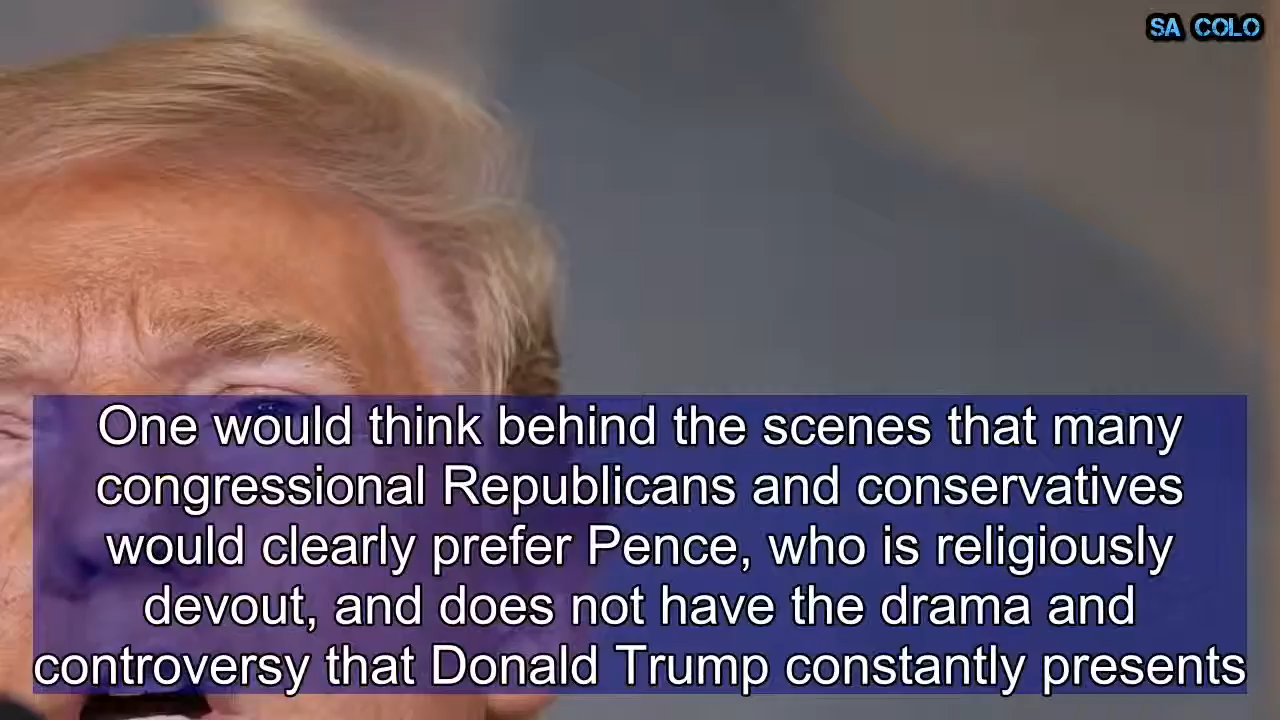 SA COLO
One would think behind the scenes that many
congressional Republicans and conservatives
would clearly prefer Pence, who is religiously
devout, and does not have the drama and
controversy that Donald Trump constantly presents